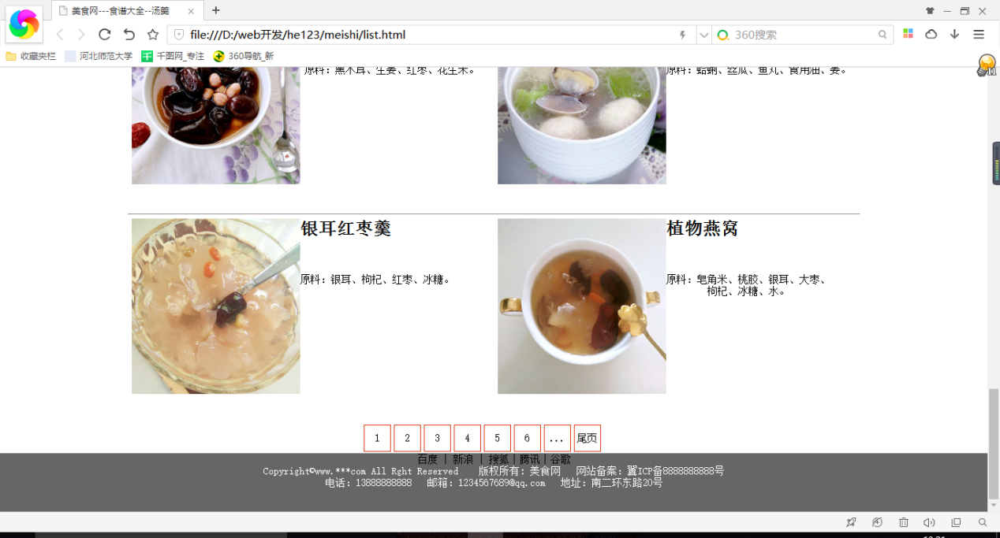 美食网---食谱大全--汤羹
file:///D:/web开发/he123/meishi/list.html
360搜索
收藏夹栏 河北师范大学 千图网_专注 360导航_新
原料：黑木耳、生姜、红枣、花生米。
原料：蛤蜊、丝瓜、鱼丸、食用油、姜。
银耳红枣羹
原料：银耳、枸杞、红枣、冰糖。
植物燕窝
原料：皂角米、桃胶、银耳、大枣、
枸杞、冰糖、水。
1 2 3 4 5 6 ... 尾页
百度 | 新浪 | 搜狐 | 腾讯 | 谷歌
Copyright©www.***com All Rght Reserved 版权所有：美食网 网站备案：翼ICP备8888888888号
电话：13888888888 邮箱：1234567689@qq.com 地址：南二环东路20号